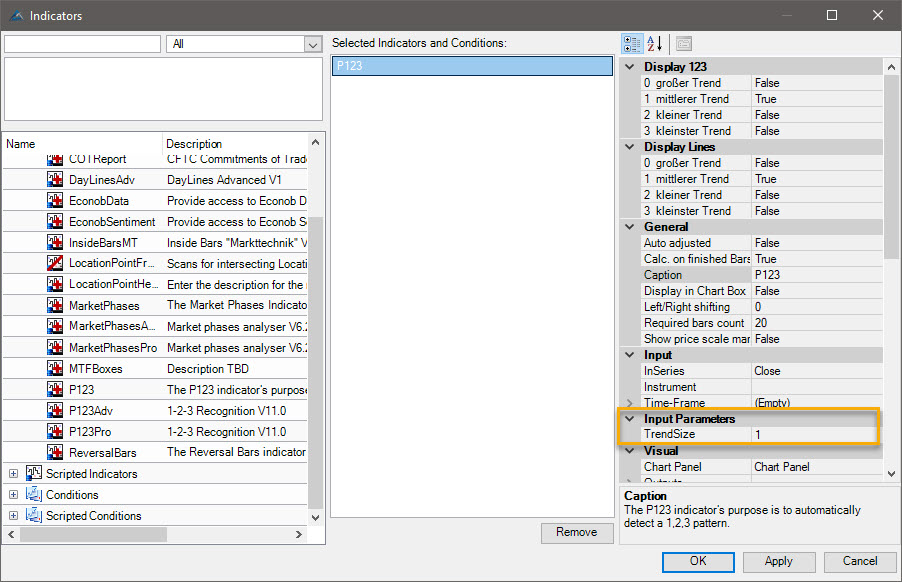 Indicators
All
Selected Indicators and Conditions:
P123
Name Description
COTReport CFTC Commitments of Trad
DayLinesAdv DayLines Advanced V1
EconobData Provide access to Econob D
EconobSentiment Provide access to Econob S
InsideBarsMT Inside Bars "Markttechnik" V
LocationPointFr... Scans for intersecting Locati
LocationPointHe... Enter the description for the
MarketPhases The Market Phases Indicato
MarketPhasesA... Market phases analyser V6.2
MarketPhasesPro Market phases analyser V6.2
MTFBoxes Description TBD
P123 The P123 indicator's purpose
P123Adv 1-2-3 Recognition V11.0
P123Pro 1-2-3 Recognition V11.0
ReversalBars The Reversal Bars indicator
Scripted Indicators
Conditions
Scripted Conditions
Remove
Display 123
0 großer Trend False
1 mittlerer Trend True
2 kleiner Trend False
3 kleinster Trend False
Display Lines
0 großer Trend False
1 mittlerer Trend True
2 kleiner Trend False
3 kleinster Trend False
General
Auto adjusted False
Calc. on finished Bars True
Caption P123
Display in Chart Box False
Left/Right shifting 0
Required bars count 20
Show price scale mar False
Input
InSeries Close
Instrument
Time-Frame (Empty)
Input Parameters
TrendSize 1
Visual
Chart Panel Chart Panel
Outputs
Caption
The P123 indicator's purpose is to automatically
detect a 1,2,3 pattern.
OK Apply Cancel